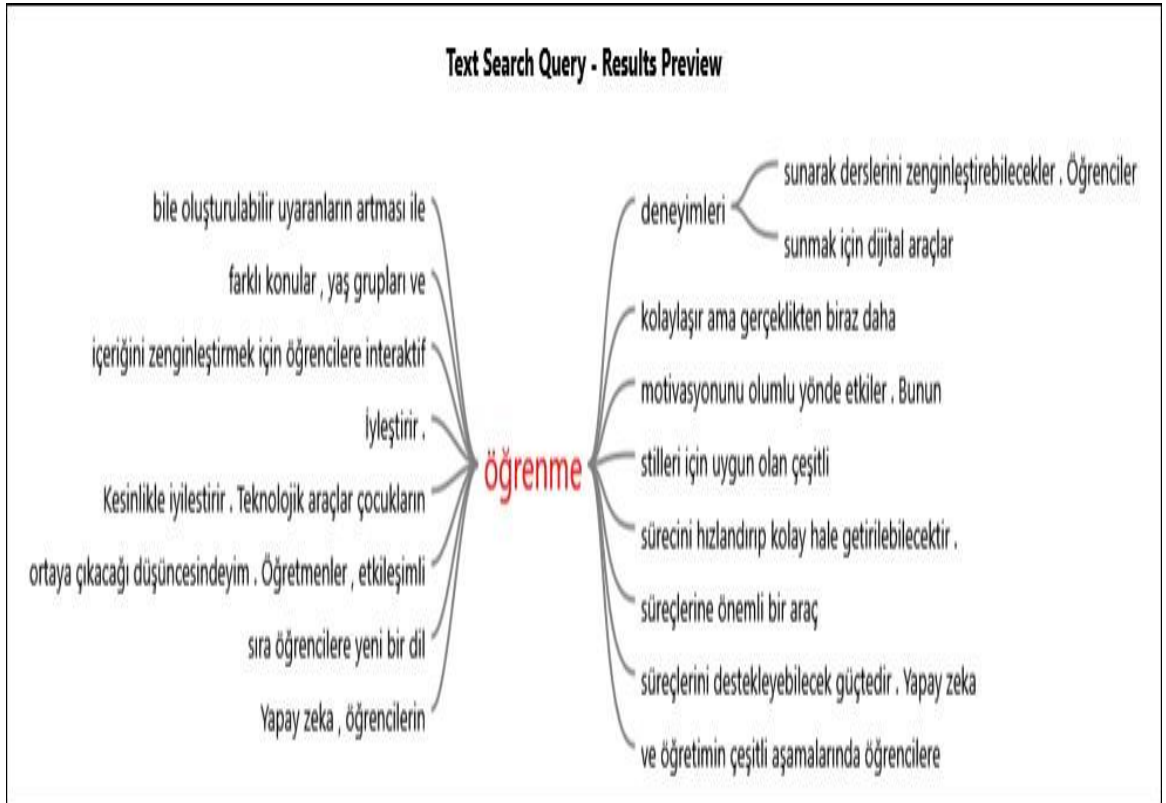 Text Search Query - Results Preview
bile oluşturulabilir uyaranların artması ile
farklı konular , yaş grupları ve
içeriğini zenginleştirmek için öğrencilere interaktif
İyleştirir .
Kesinlikle iyilestirir . Teknolojik araçlar çocukların
ortaya çıkacağı düşüncesindeyim . Öğretmenler , etkileşimli
sıra öğrencilere yeni bir dil
Yapay zeka , öğrencilerin
öğrenme
deneyimleri
sunarak derslerini zenginleştirebilecekler . Öğrenciler
sunmak için dijital araçlar
kolaylaşır ama gerçeklikten biraz daha
motivasyonunu olumlu yönde etkiler . Bunun
stilleri için uygun olan çeşitli
sürecini hızlandırıp kolay hale getirilebilecektir .
süreçlerine önemli bir araç
süreçlerini destekleyebilecek güçtedir . Yapay zeka
ve öğretimin çeşitli aşamalarında öğrencilere